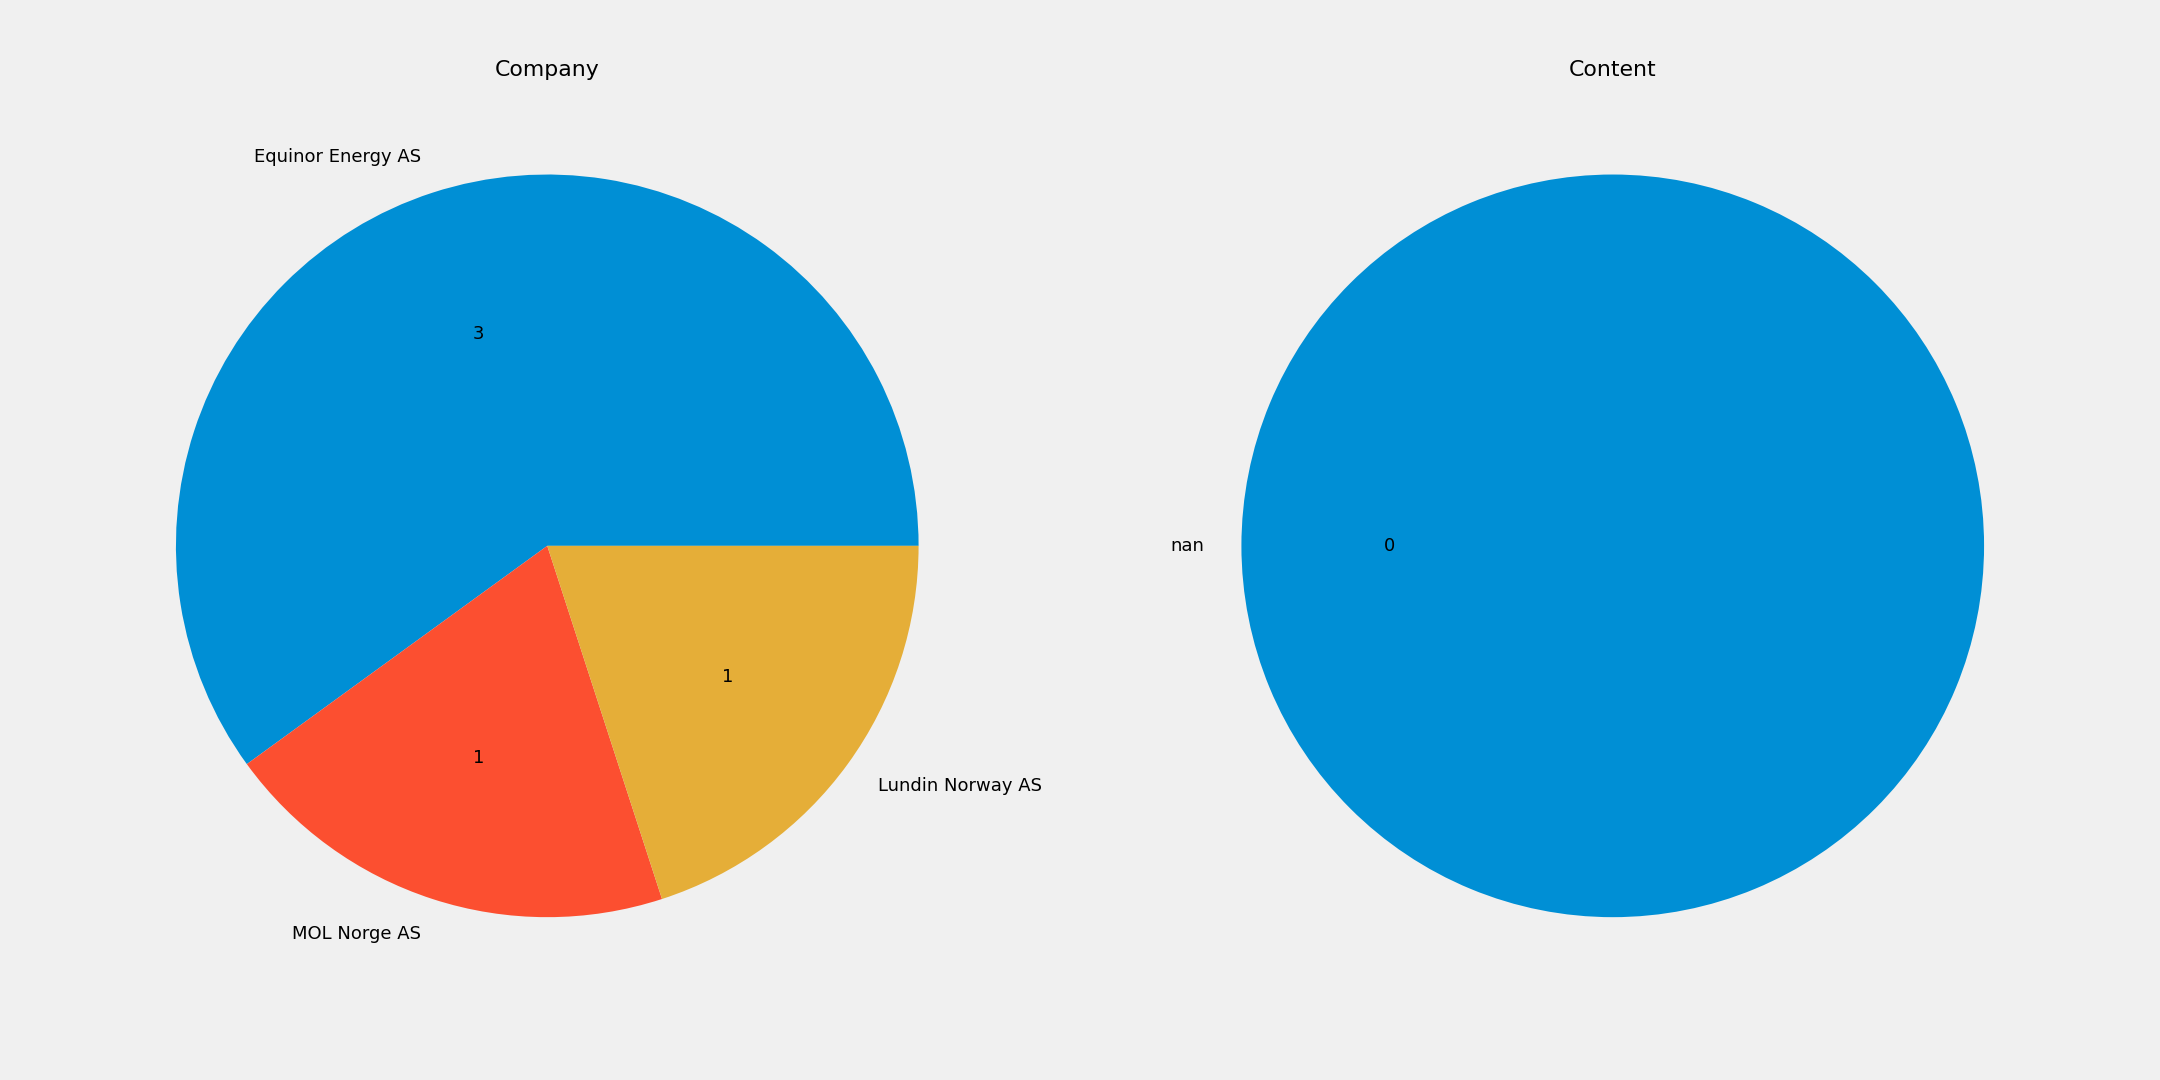 Company
Equinor Energy AS
3
1
1
Lundin Norway AS
MOL Norge AS
Content
nan
0